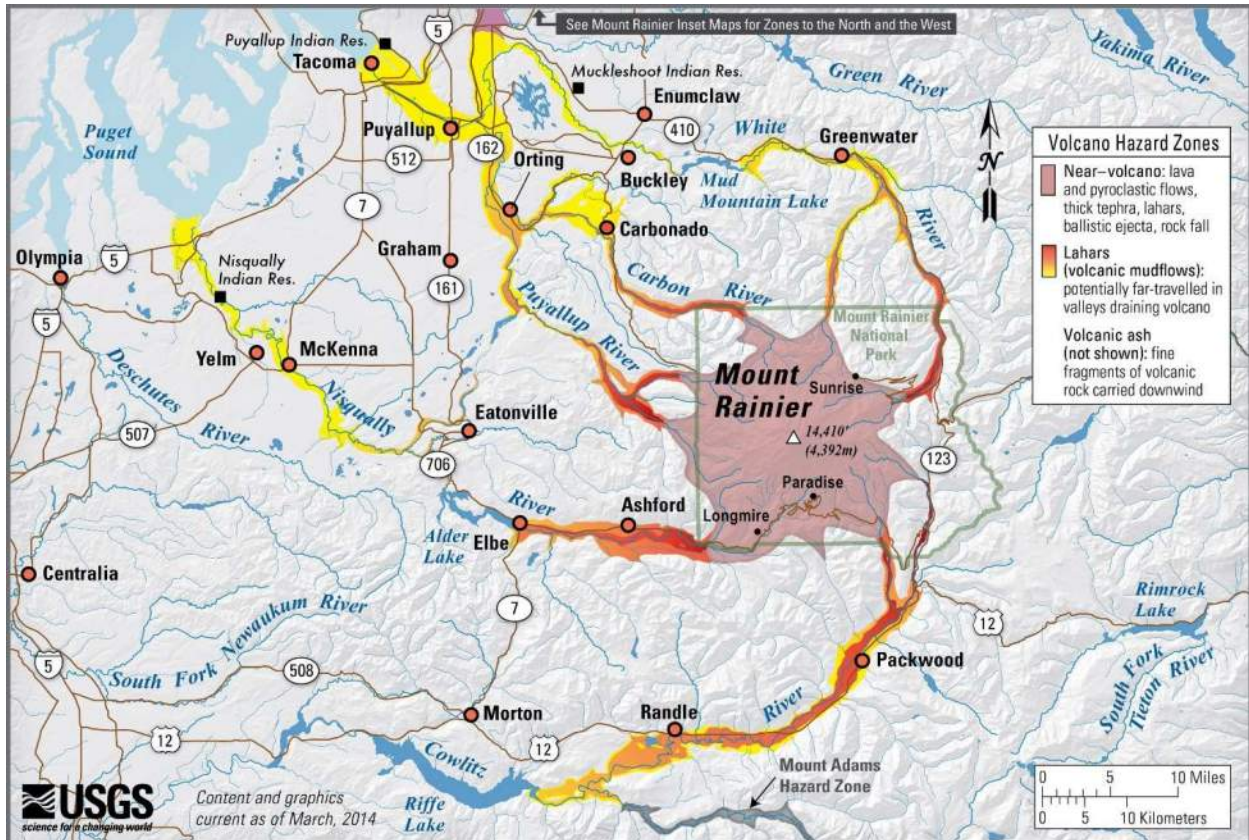 See Mount Rainier Inset Maps for Zones to the North and the West
5
Puyallup Indian Res.
Tacoma
Muckleshoot Indian Res.
Green River
Yakima River
Enumclaw
410
White
Greenwater
Puget
Sound
Puyallup
162
512
Orting
Buckley
Mud
Mountain Lake
River
N
Volcano Hazard Zones
Near–volcano: lava
and pyroclastic flows,
thick tephra, lahars,
ballistic ejecta, rock fall
Lahars
(volcanic mudflows):
potentially far-travelled in
valleys draining volcano
Volcanic ash
(not shown): fine
fragments of volcanic
rock carried downwind
7
Carbonado
Olympia
5
Nisqually
Indian Res.
Graham
161
Carbon River
Puyallup
River
Mount Rainier
National
Park
5
Deschutes
River
Yelm
McKenna
Nisqually
River
Mount
Rainier
Sunrise
14,410'
(4,392m)
507
Eatonville
706
123
Paradise
Longmire
Ashford
Elbe
Alder
Lake
Centralia
7
Rimrock
Lake
12
South Fork Newaukum River
5
508
Packwood
South Fork
Tieton River
Morton
Randle
River
12
12
Cowlitz
Riffe
Lake
Mount Adams
Hazard Zone
0 5 10 Miles
0 5 10 Kilometers
USGS
science for a changing world
Content and graphics
current as of March, 2014